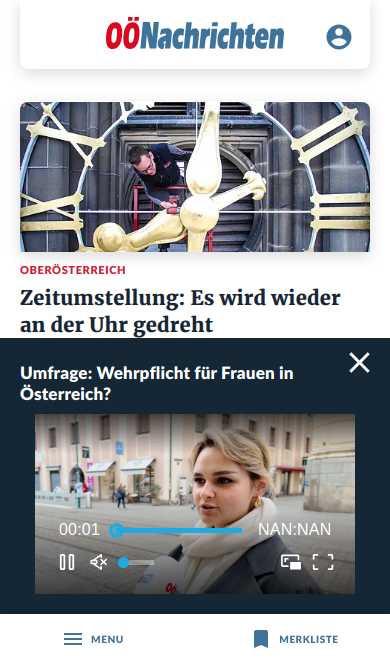 OÖNachrichten
OBERÖSTERREICH
Zeitumstellung: Es wird wieder
an der Uhr gedreht
Umfrage: Wehrpflicht für Frauen in
Österreich?
00:01
NAN:NAN
OÖ
MENU
MERKLISTE